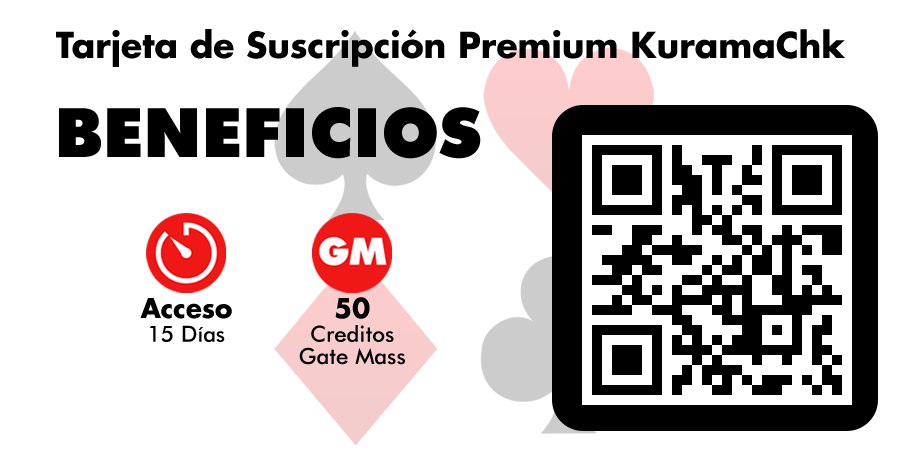 Tarjeta de Suscripción Premium KuramaChk
BENEFICIOS
GM
Acceso
15 Días
50
Creditos
Gate Mass